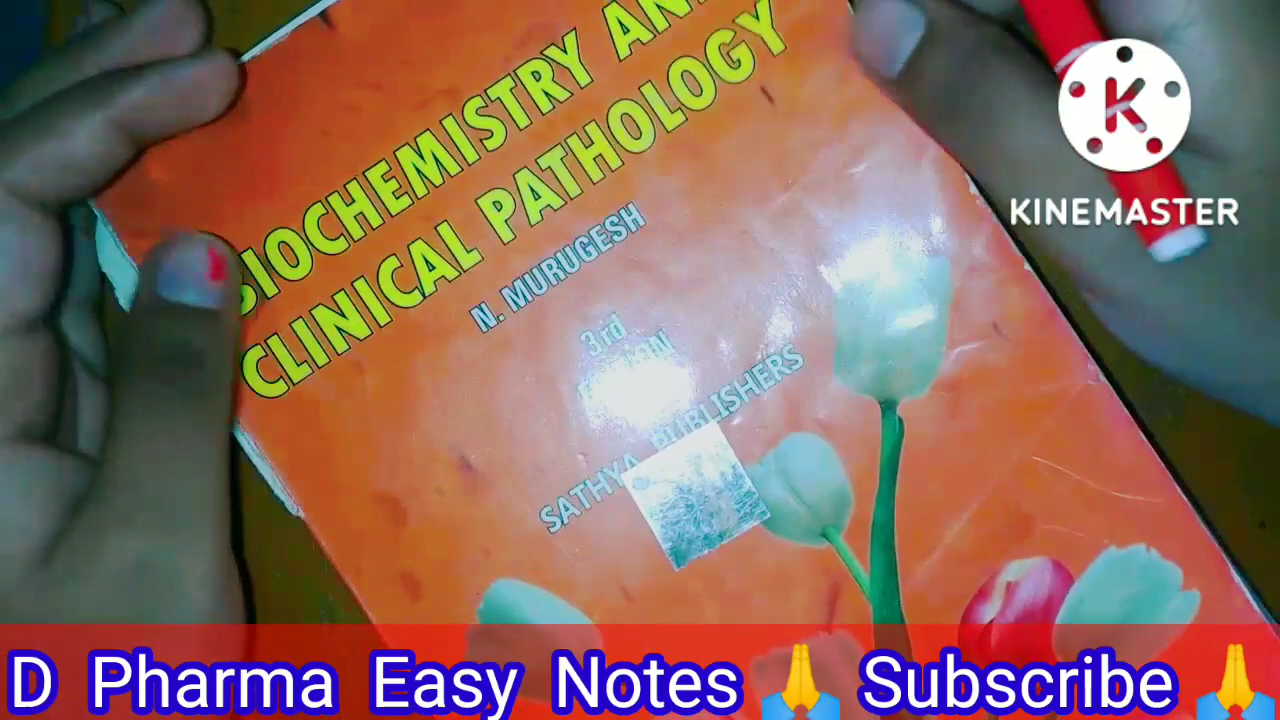 BIOCHEMISTRY AN
CLINICAL PATHOLOGY
N. MURUGESH
3rd
SATHYA PUBLISHERS
K
KINEMASTER
D Pharma Easy Notes 🙏 Subscribe 🙏